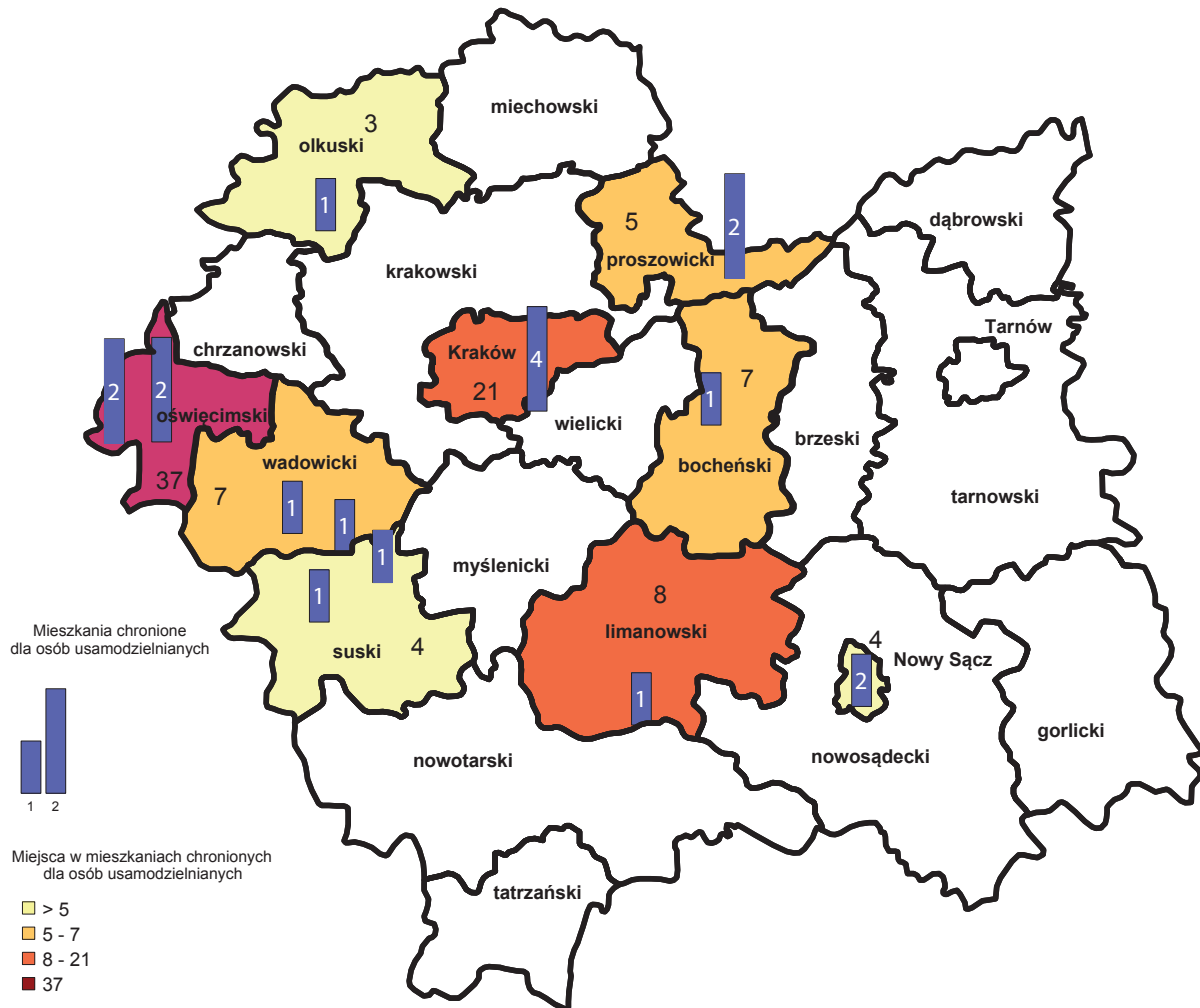 miechowski
3
olkuski
1
2
dąbrowski
5
proszowicki
krakowski
Tarnów
chrzanowski
Kraków
4
21
2
2
oświęcimski
7
1
wielicki
brzeski
bocheński
wadowicki
37
7
1
1
tarnowski
1
myślenicki
1
8
limanowski
suski
4
4
Nowy Sącz
2
1
nowosądecki
gorlicki
nowotarski
tatrzański
Mieszkania chronione
dla osób usamodzielnianych
1 2
Miejsca w mieszkaniach chronionych
dla osób usamodzielnianych
> 5
5 - 7
8 - 21
37